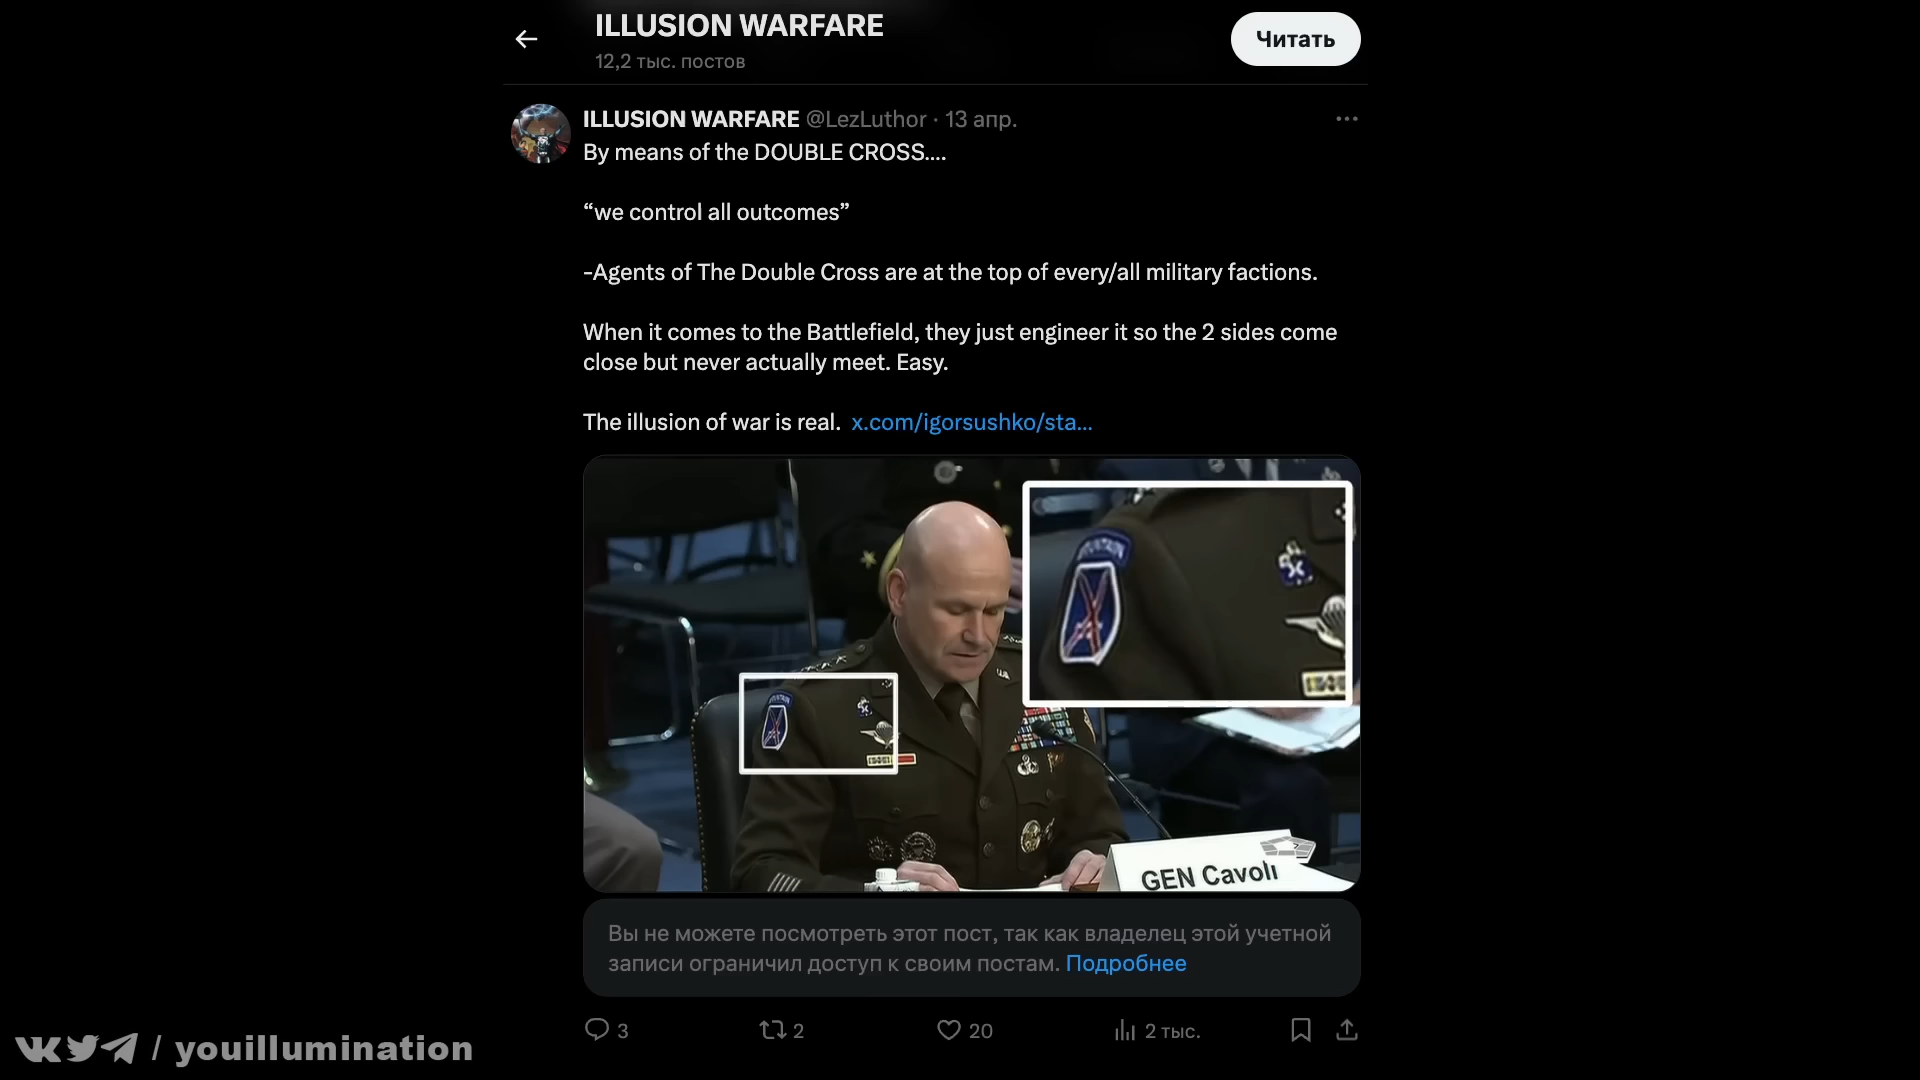 ILLUSION WARFARE
12,2 тыс. постов
Читать
ILLUSION WARFARE @LezLuthor · 13 апр.
By means of the DOUBLE CROSS....
“we control all outcomes”
-Agents of The Double Cross are at the top of every/all military factions.
When it comes to the Battlefield, they just engineer it so the 2 sides come
close but never actually meet. Easy.
The illusion of war is real. x.com/igorsushko/sta...
GEN Cavoli
Вы не можете посмотреть этот пост, так как владелец этой учетной
записи ограничил доступ к своим постам. Подробнее
3 2 20 2 тыс.
/ youillumination